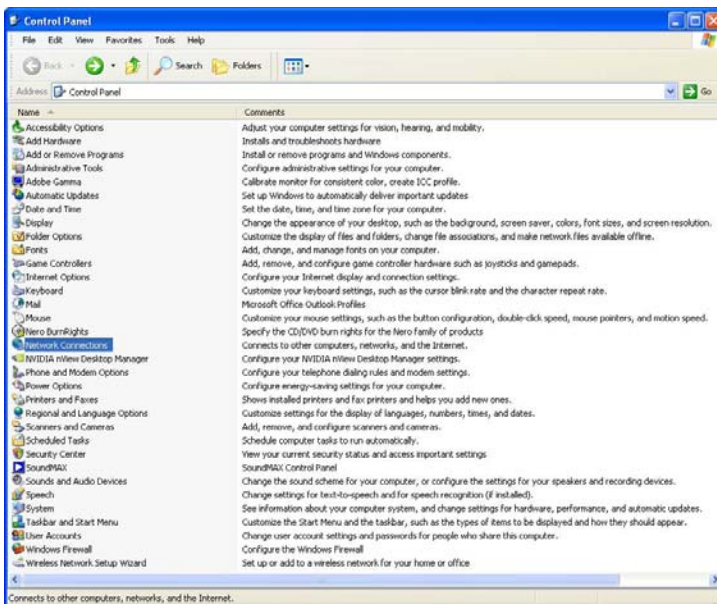 Control Panel
File Edit View Favorites Tools Help
Back Search Folders
Address Control Panel Go
Name Comments
Accessibility Options Adjust your computer settings for vision, hearing, and mobility.
Add Hardware Installs and troubleshoots hardware
Add or Remove Programs Install or remove programs and Windows components.
Administrative Tools Configure administrative settings for your computer.
Adobe Gamma Calibrate monitor for consistent color, create ICC profile.
Automatic Updates Set up Windows to automatically deliver important updates
Date and Time Set the date, time, and time zone for your computer.
Display Change the appearance of your desktop, such as the background, screen saver, colors, font sizes, and screen resolution.
Folder Options Customize the display of files and folders, change file associations, and make network files available offline.
Fonts Add, change, and manage fonts on your computer.
Game Controllers Add, remove, and configure game controller hardware such as joysticks and gamepads.
Internet Options Configure your Internet display and connection settings.
Keyboard Customize your keyboard settings, such as the cursor blink rate and the character repeat rate.
Mail Microsoft Office Outlook Profiles
Mouse Customize your mouse settings, such as the button configuration, double-click speed, mouse pointers, and motion speed.
Nero BurnRights Specify the CD/DVD burn rights for the Nero family of products
Network Connections Connects to other computers, networks, and the Internet.
NVIDIA nView Desktop Manager Configure your NVIDIA nView Desktop Manager settings.
Phone and Modem Options Configure your telephone dialing rules and modem settings.
Power Options Configure energy-saving settings for your computer.
Printers and Faxes Shows installed printers and fax printers and helps you add new ones.
Regional and Language Options Customize settings for the display of languages, numbers, times, and dates.
Scanners and Cameras Add, remove, and configure scanners and cameras.
Scheduled Tasks Schedule computer tasks to run automatically.
Security Center View your current security status and access important settings
SoundMAX SoundMAX Control Panel
Sounds and Audio Devices Change the sound scheme for your computer, or configure the settings for your speakers and recording devices.
Speech Change settings for text-to-speech and for speech recognition (if installed).
System See information about your computer system, and change settings for hardware, performance, and automatic updates.
Taskbar and Start Menu Customize the Start Menu and the taskbar, such as the types of items to be displayed and how they should appear.
User Accounts Change user account settings and passwords for people who share this computer.
Windows Firewall Configure the Windows Firewall
Wireless Network Setup Wizard Set up or add to a wireless network for your home or office
Connects to other computers, networks, and the Internet.